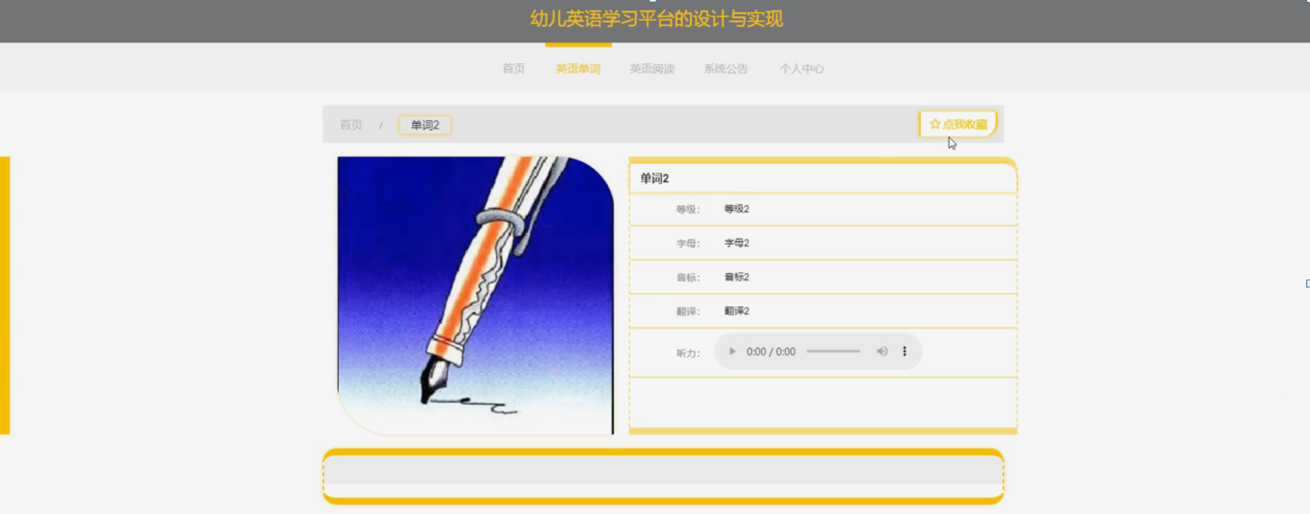 幼儿英语学习平台的设计与实现
首页 英语单词 英语阅读 系统公告 个人中心
首页 / 单词2 点我收藏
单词2
等级: 等级2
字母: 字母2
音标: 音标2
翻译: 翻译2
听力: 0:00 / 0:00